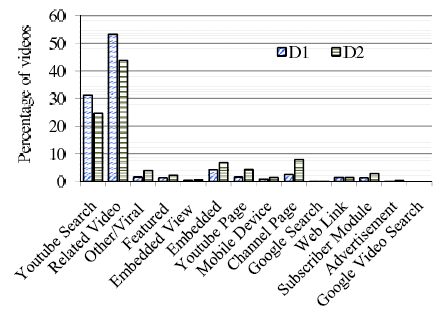 Percentage of videos
60
50
40
30
20
10
0
D1 D2
Youtube Search
Related Video
Other/Viral
Featured
Embedded View
Embedded
Youtube Page
Mobile Device
Channel Page
Google Search
Web Link
Subscriber Module
Advertisement
Google Video Search